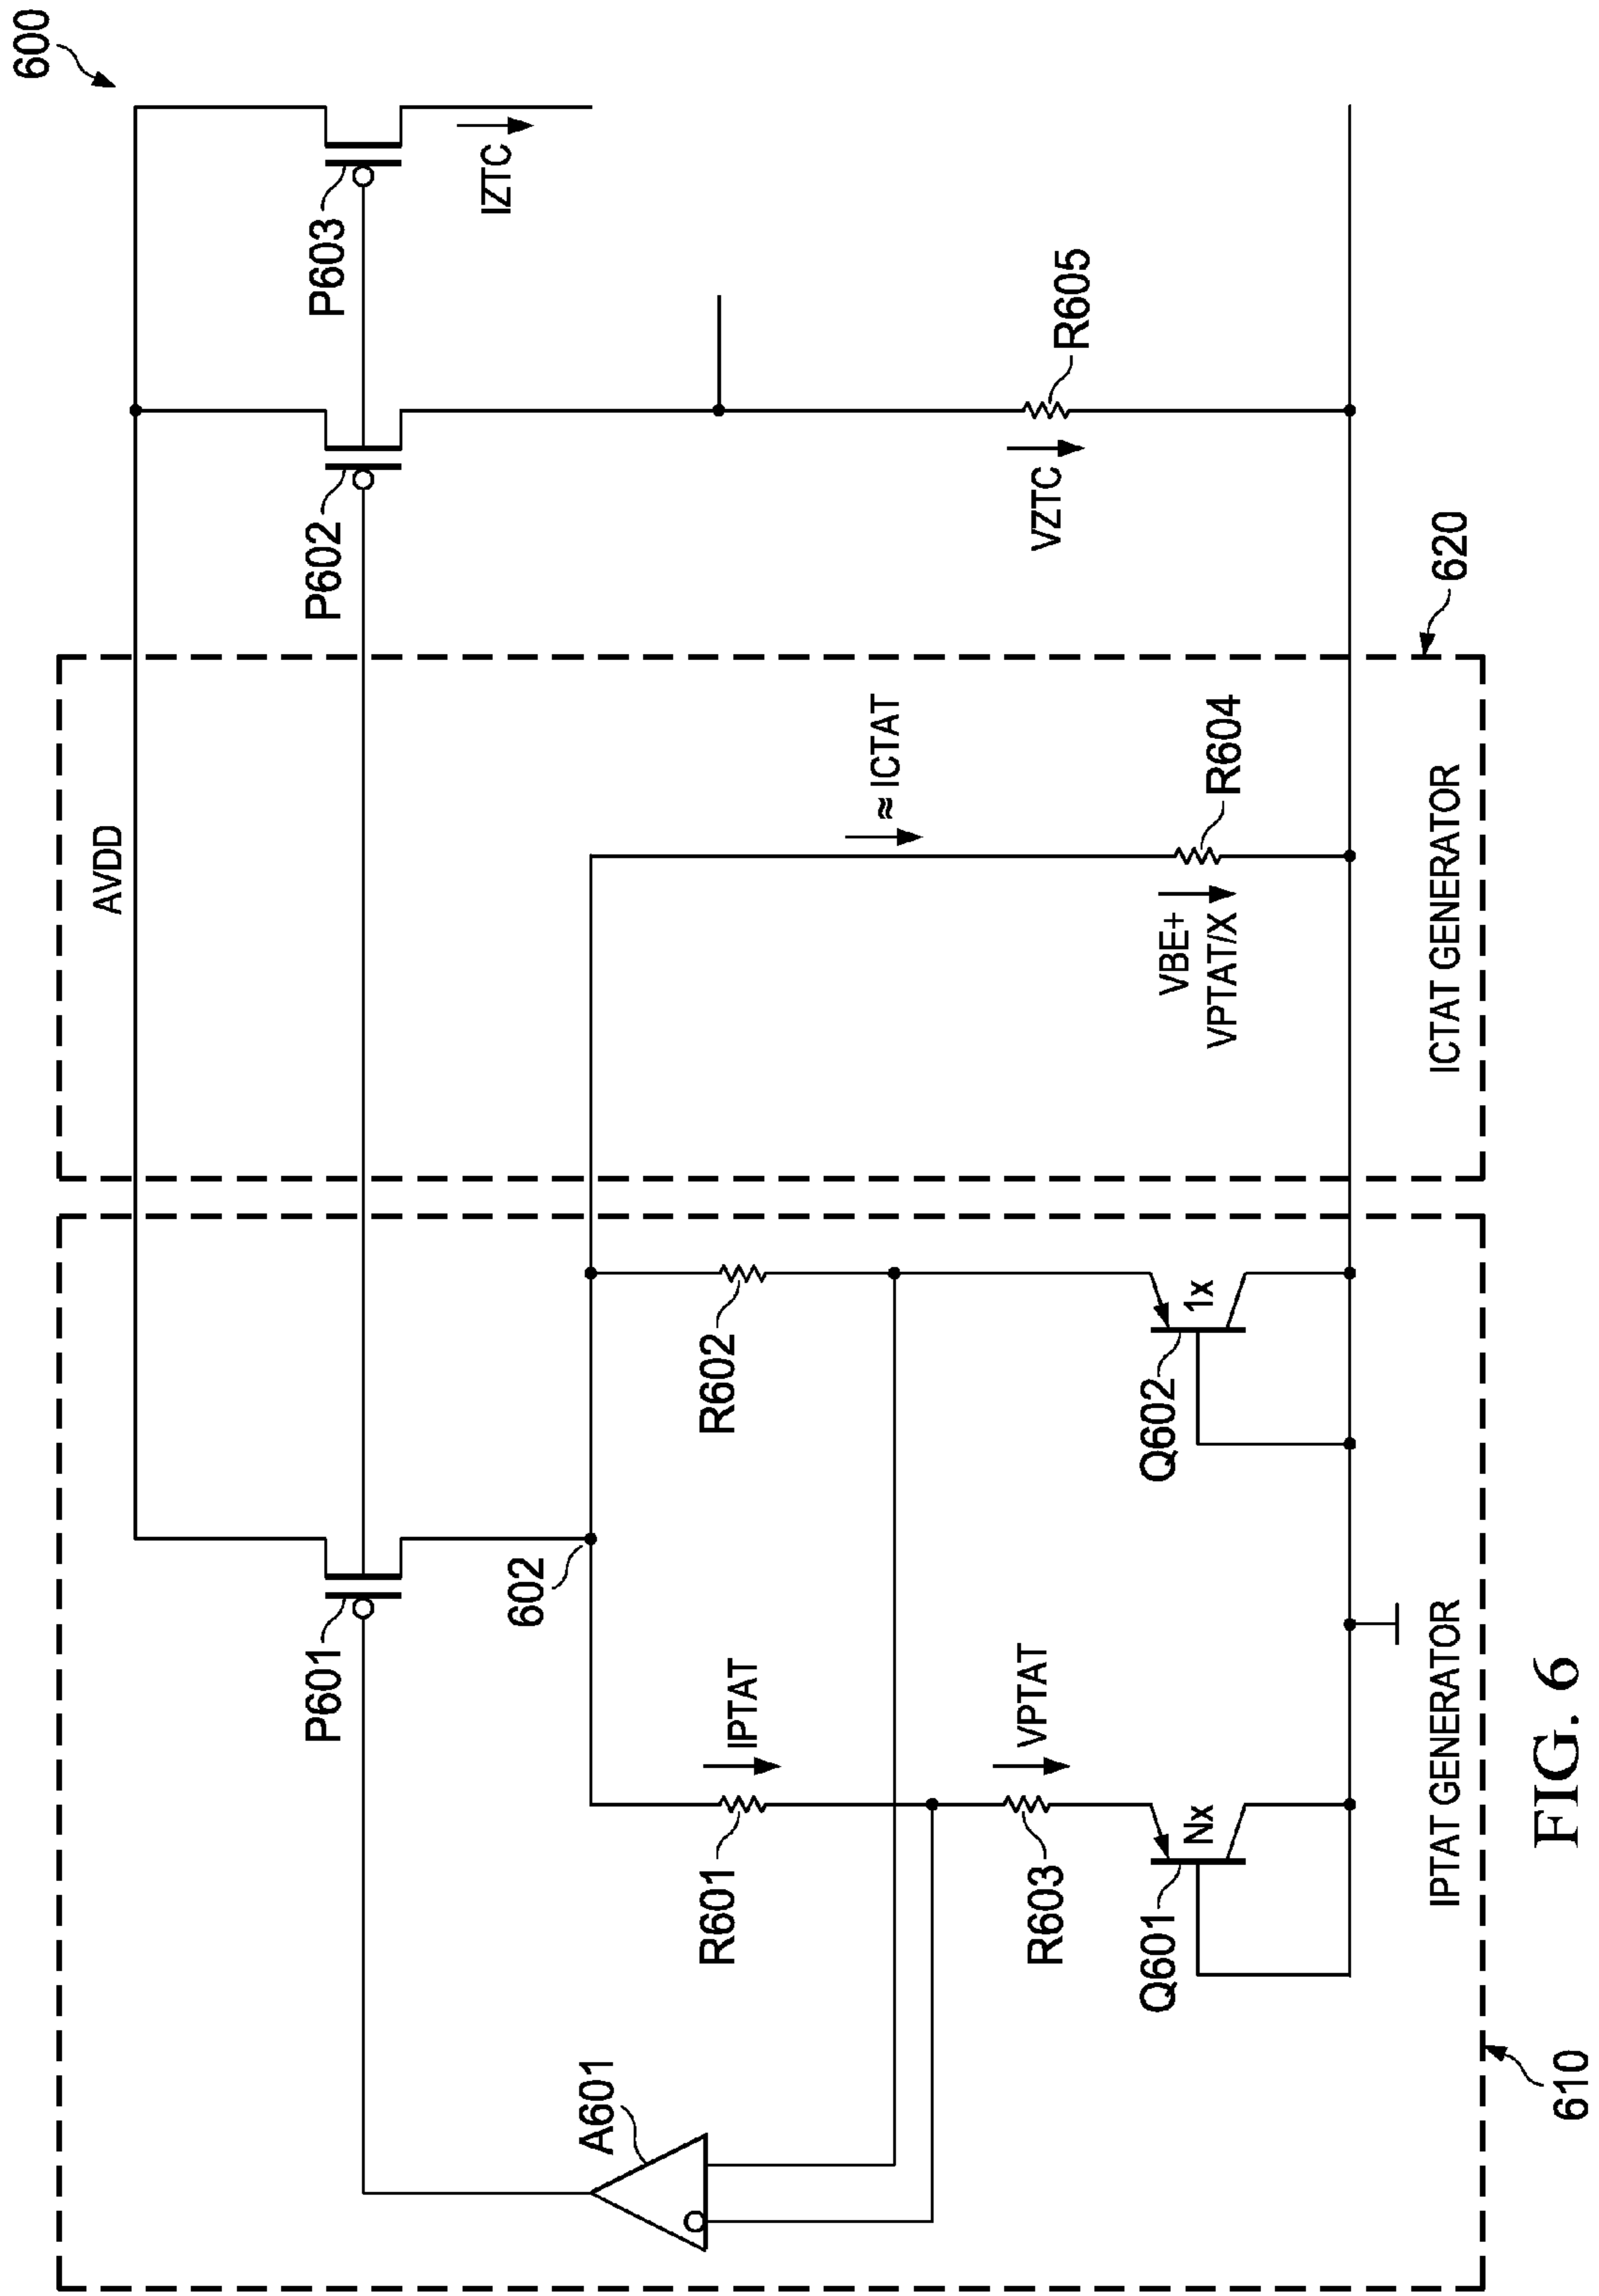 600
AVDD
P601
P602
P603
IZTC
602
A601
R601
IPTAT
R602
≈ ICTAT
R603
VPTAT
VBE+
VPTAT/X
R604
VZTC
R605
Q601
Nx
Q602
1x
IPTAT GENERATOR
ICTAT GENERATOR
610
620
FIG. 6